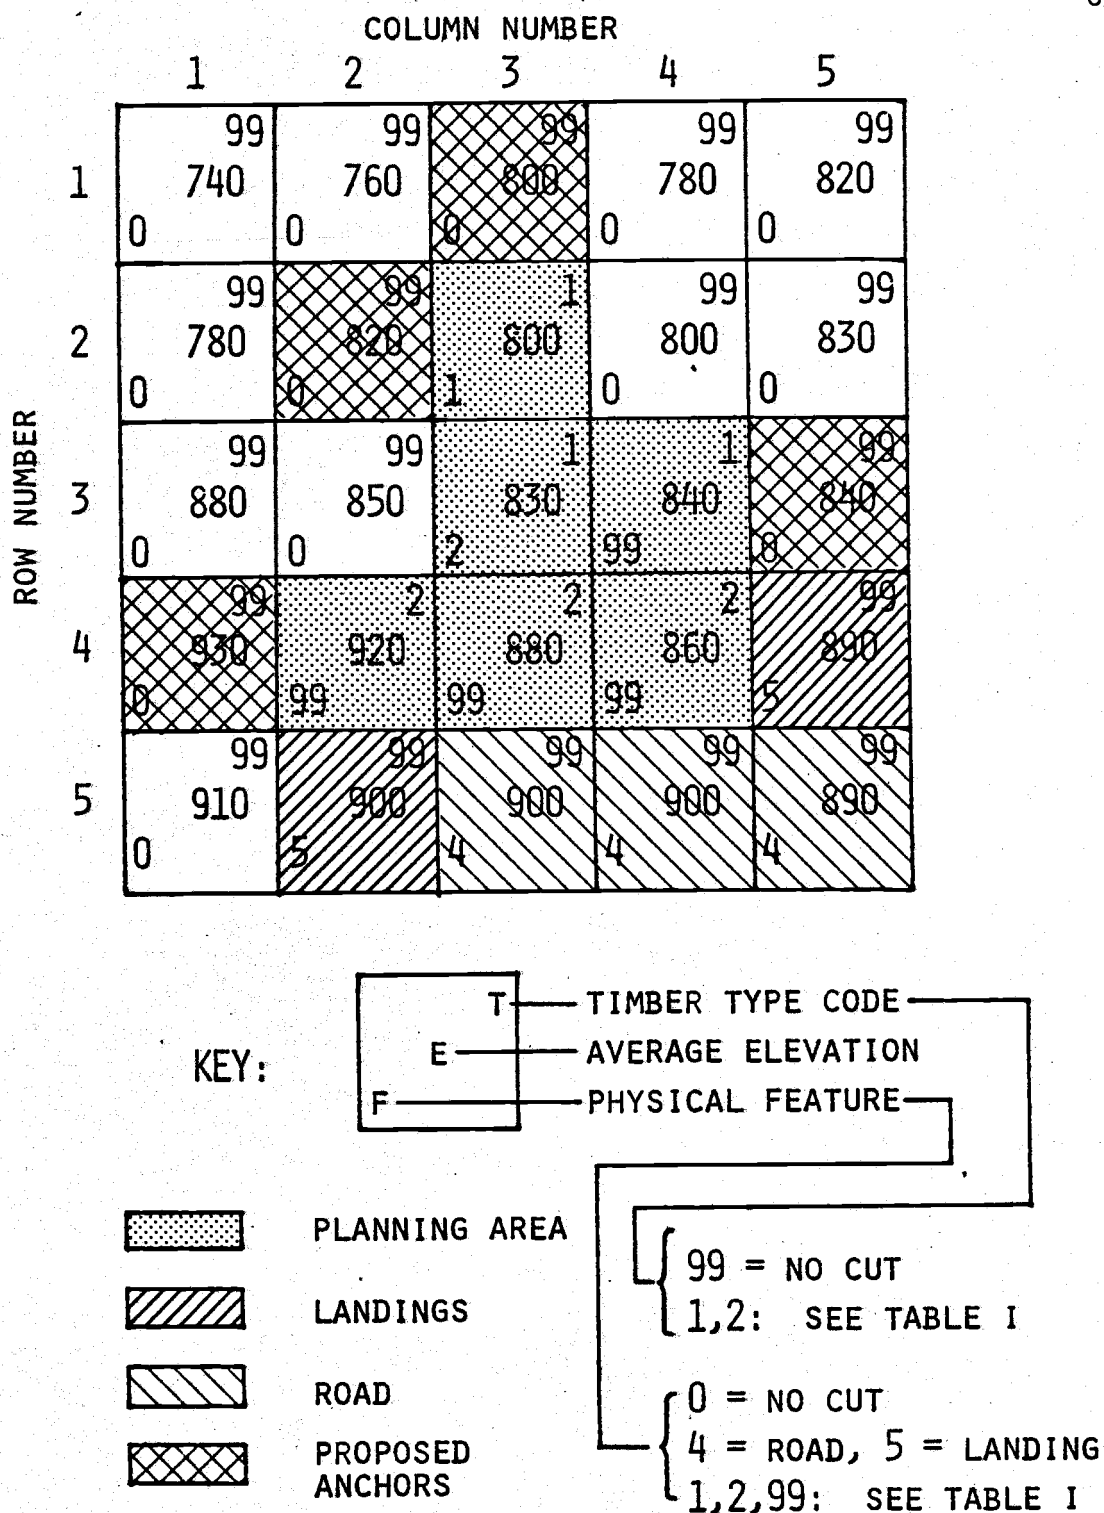 COLUMN NUMBER
1 2 3 4 5
ROW NUMBER
99 99 99 99 99
1 740 760 800 780 820
0 0 0 0 0
99 99 1 99 99
2 780 820 800 800 830
0 0 1 0 0
99 99 1 1 99
3 880 850 830 840 840
0 0 2 99 0
99 2 2 2 99
4 930 920 880 860 890
0 99 99 99 5
99 99 99 99 99
5 910 900 900 900 890
0 5 4 4 4
KEY:
T TIMBER TYPE CODE
E AVERAGE ELEVATION
F PHYSICAL FEATURE
PLANNING AREA
LANDINGS
ROAD
PROPOSED
ANCHORS
99 = NO CUT
1,2: SEE TABLE I
0 = NO CUT
4 = ROAD, 5 = LANDING
1,2,99: SEE TABLE I